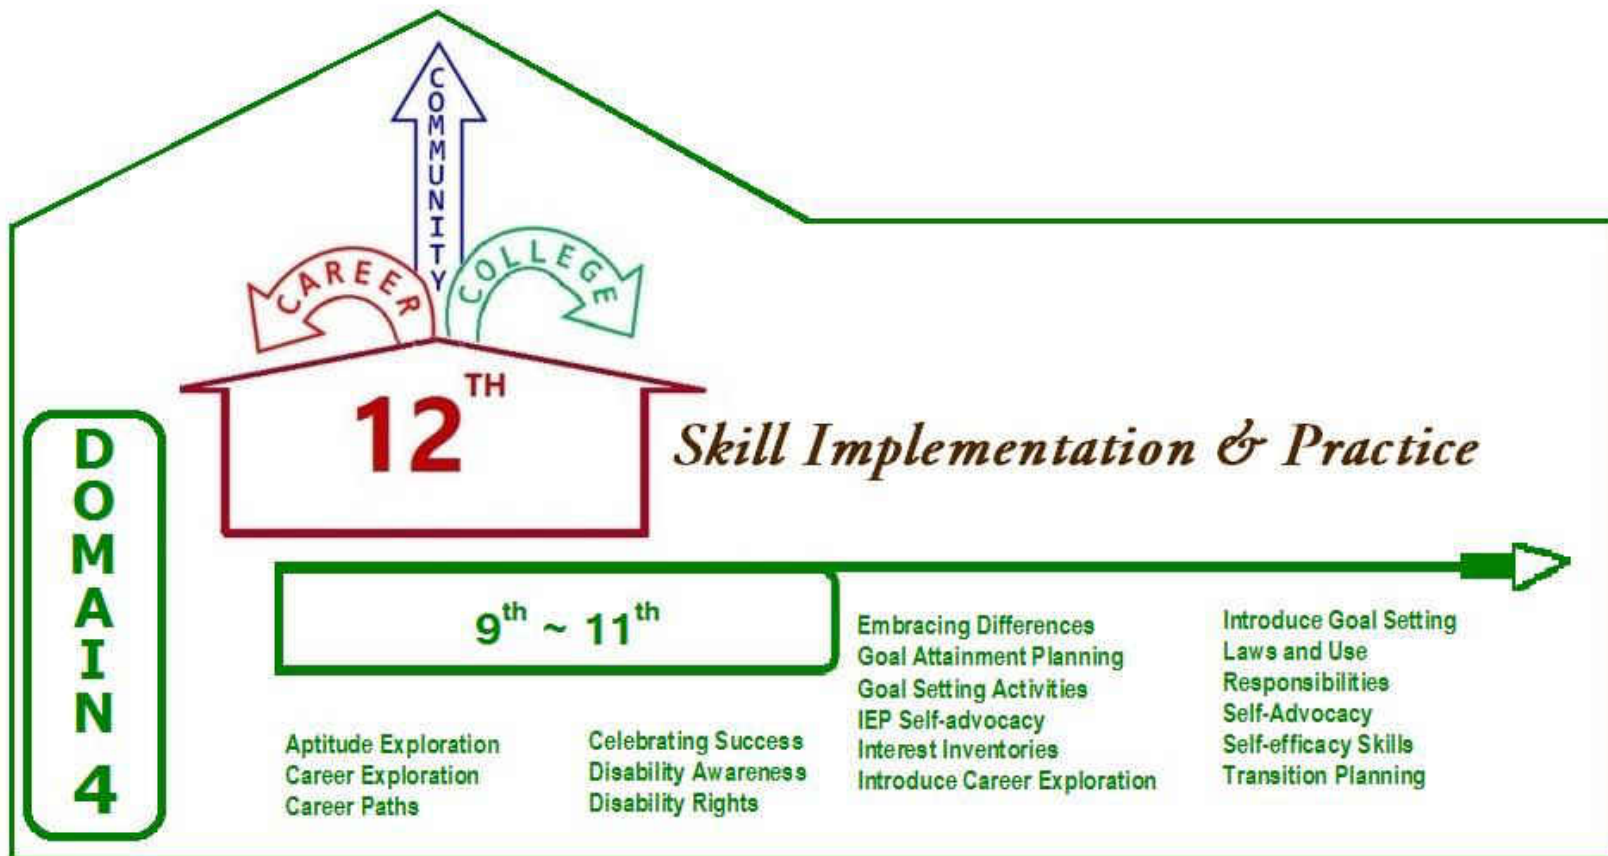 COMMUNITY
CAREER
COLLEGE
12TH
Skill Implementation & Practice
DOMAIN 4
9th ~ 11th
Aptitude Exploration
Career Exploration
Career Paths
Celebrating Success
Disability Awareness
Disability Rights
Embracing Differences
Goal Attainment Planning
Goal Setting Activities
IEP Self-advocacy
Interest Inventories
Introduce Career Exploration
Introduce Goal Setting
Laws and Use
Responsibilities
Self-Advocacy
Self-efficacy Skills
Transition Planning